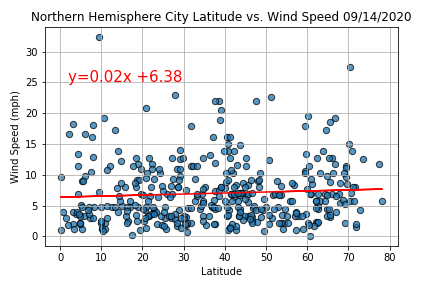 Northern Hemisphere City Latitude vs. Wind Speed 09/14/2020
y=0.02x +6.38
Wind Speed (mph)
30
25
20
15
10
5
0
0 10 20 30 40 50 60 70 80
Latitude